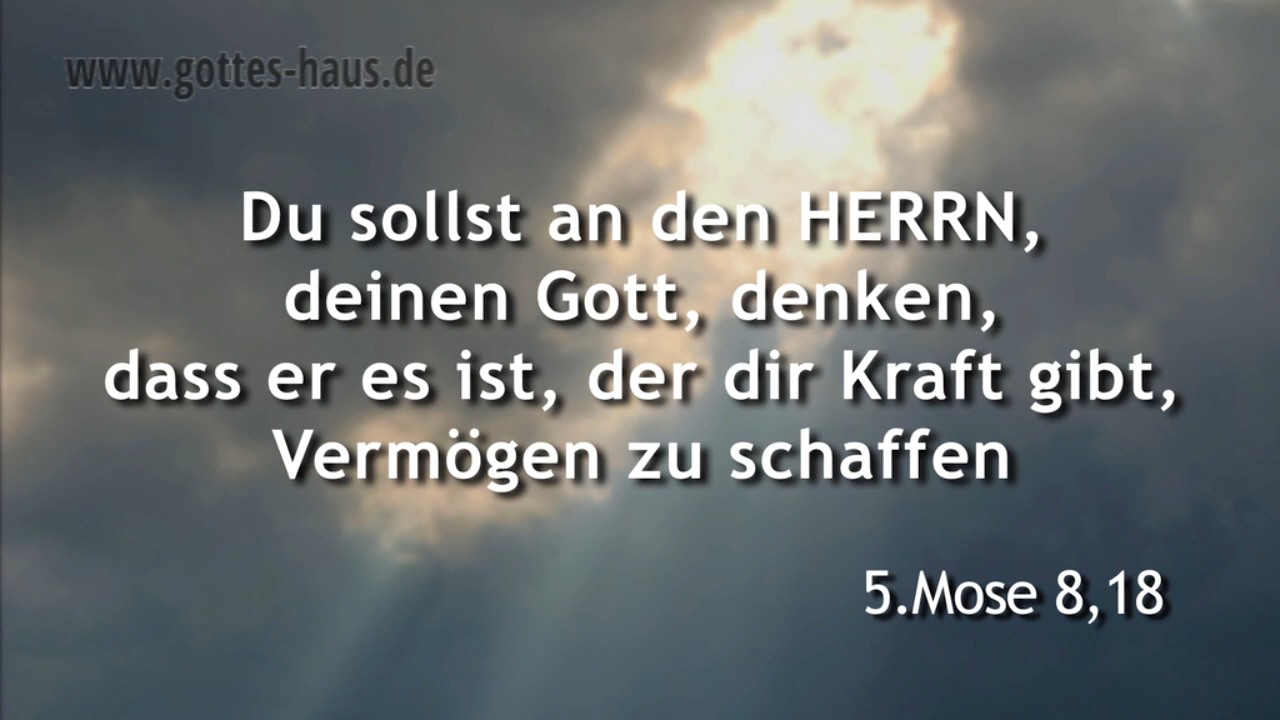 www.gottes-haus.de
Du sollst an den HERRN,
deinen Gott, denken,
dass er es ist, der dir Kraft gibt,
Vermögen zu schaffen
5.Mose 8,18